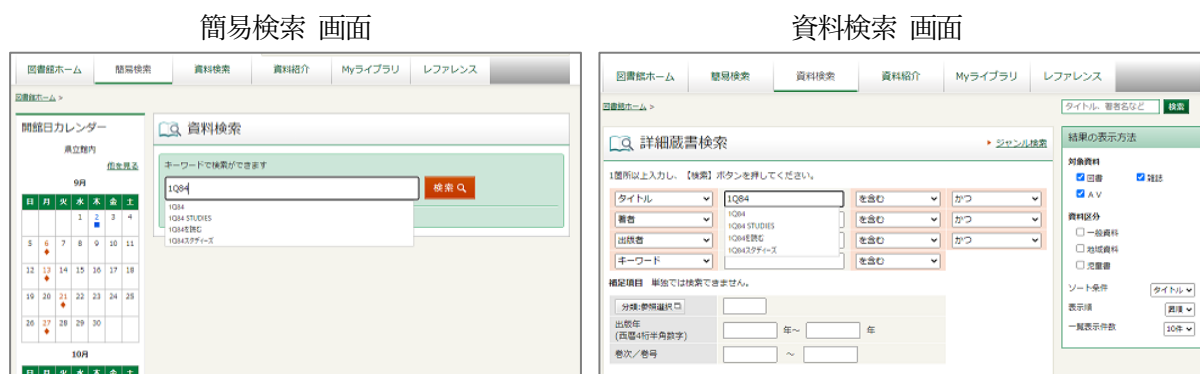 簡易検索 画面
図書館ホーム 簡易検索 資料検索 資料紹介 Myライブラリ レファレンス
図書館ホーム >
開館日カレンダー
県立館内
他を見る
9月
日 月 火 水 木 金 土
1 2 3 4
5 6 7 8 9 10 11
12 13 14 15 16 17 18
19 20 21 22 23 24 25
26 27 28 29 30
10月
日 月 火 水 木 金 土
資料検索
キーワードで検索ができます
1Q84 検索
1Q84
1Q84 STUDIES
1Q84を読む
1Q84スタディーズ
資料検索 画面
図書館ホーム 簡易検索 資料検索 資料紹介 Myライブラリ レファレンス
図書館ホーム >
タイトル、著者名など 検索
詳細蔵書検索
ジャンル検索
1箇所以上入力し、【検索】ボタンを押してください。
タイトル 1Q84 を含む かつ
著者 を含む かつ
出版者 を含む かつ
キーワード を含む
1Q84
1Q84 STUDIES
1Q84を読む
1Q84スタディーズ
補足項目 単独では検索できません。
分類:参照選択
出版年
(西暦4桁半角数字) 年～ 年
巻次／巻号 ～
結果の表示方法
対象資料
図書 雑誌
ＡＶ
資料区分
一般資料
地域資料
児童書
ソート条件 タイトル
表示順 昇順
一覧表示件数 10件